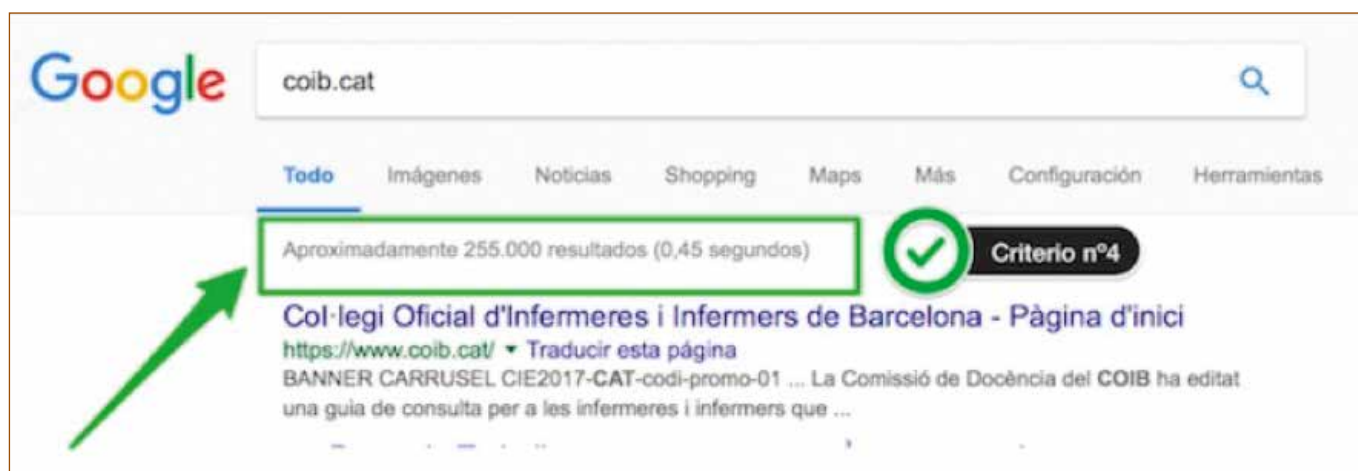 Google
coib.cat
Todo Imágenes Noticias Shopping Maps Más Configuración Herramientas
Aproximadamente 255.000 resultados (0,45 segundos)
Criterio nº4
Col·legi Oficial d'Infermeres i Infermers de Barcelona - Pàgina d'inici
https://www.coib.cat/ ▾ Traducir esta página
BANNER CARRUSEL CIE2017-CAT-codi-promo-01 ... La Comissió de Docència del COIB ha editat
una guia de consulta per a les infermeres i infermers que ...